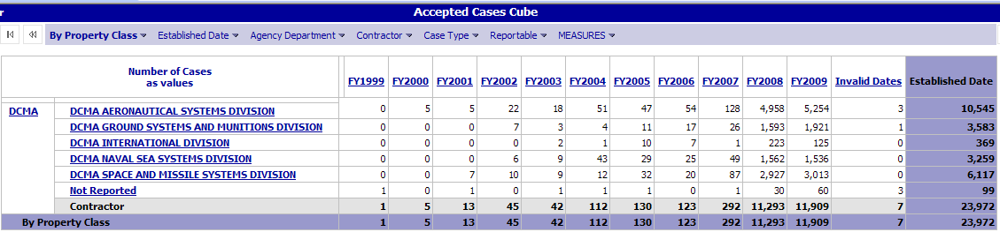 r
Accepted Cases Cube
By Property Class Established Date Agency Department Contractor Case Type Reportable MEASURES
Number of Cases
as values
FY1999 FY2000 FY2001 FY2002 FY2003 FY2004 FY2005 FY2006 FY2007 FY2008 FY2009 Invalid Dates Established Date
DCMA DCMA AERONAUTICAL SYSTEMS DIVISION 0 5 5 22 18 51 47 54 128 4,958 5,254 3 10,545
DCMA GROUND SYSTEMS AND MUNITIONS DIVISION 0 0 0 7 3 4 11 17 26 1,593 1,921 1 3,583
DCMA INTERNATIONAL DIVISION 0 0 0 0 2 1 10 7 1 223 125 0 369
DCMA NAVAL SEA SYSTEMS DIVISION 0 0 0 6 9 43 29 25 49 1,562 1,536 0 3,259
DCMA SPACE AND MISSILE SYSTEMS DIVISION 0 0 7 10 9 12 32 20 87 2,927 3,013 0 6,117
Not Reported 1 0 1 0 1 1 1 0 1 30 60 3 99
Contractor 1 5 13 45 42 112 130 123 292 11,293 11,909 7 23,972
By Property Class 1 5 13 45 42 112 130 123 292 11,293 11,909 7 23,972